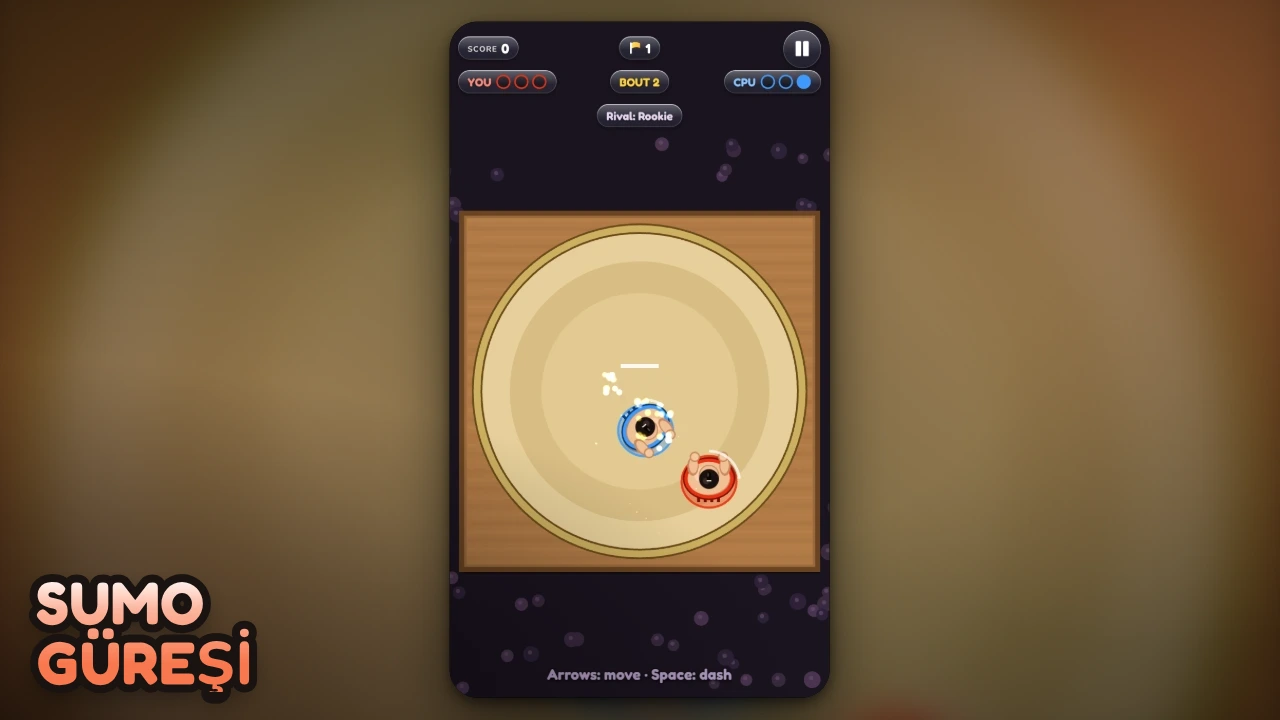 SCORE 0
1
YOU
BOUT 2
CPU
Rival: Rookie
Arrows: move · Space: dash
SUMO
GÜREŞİ